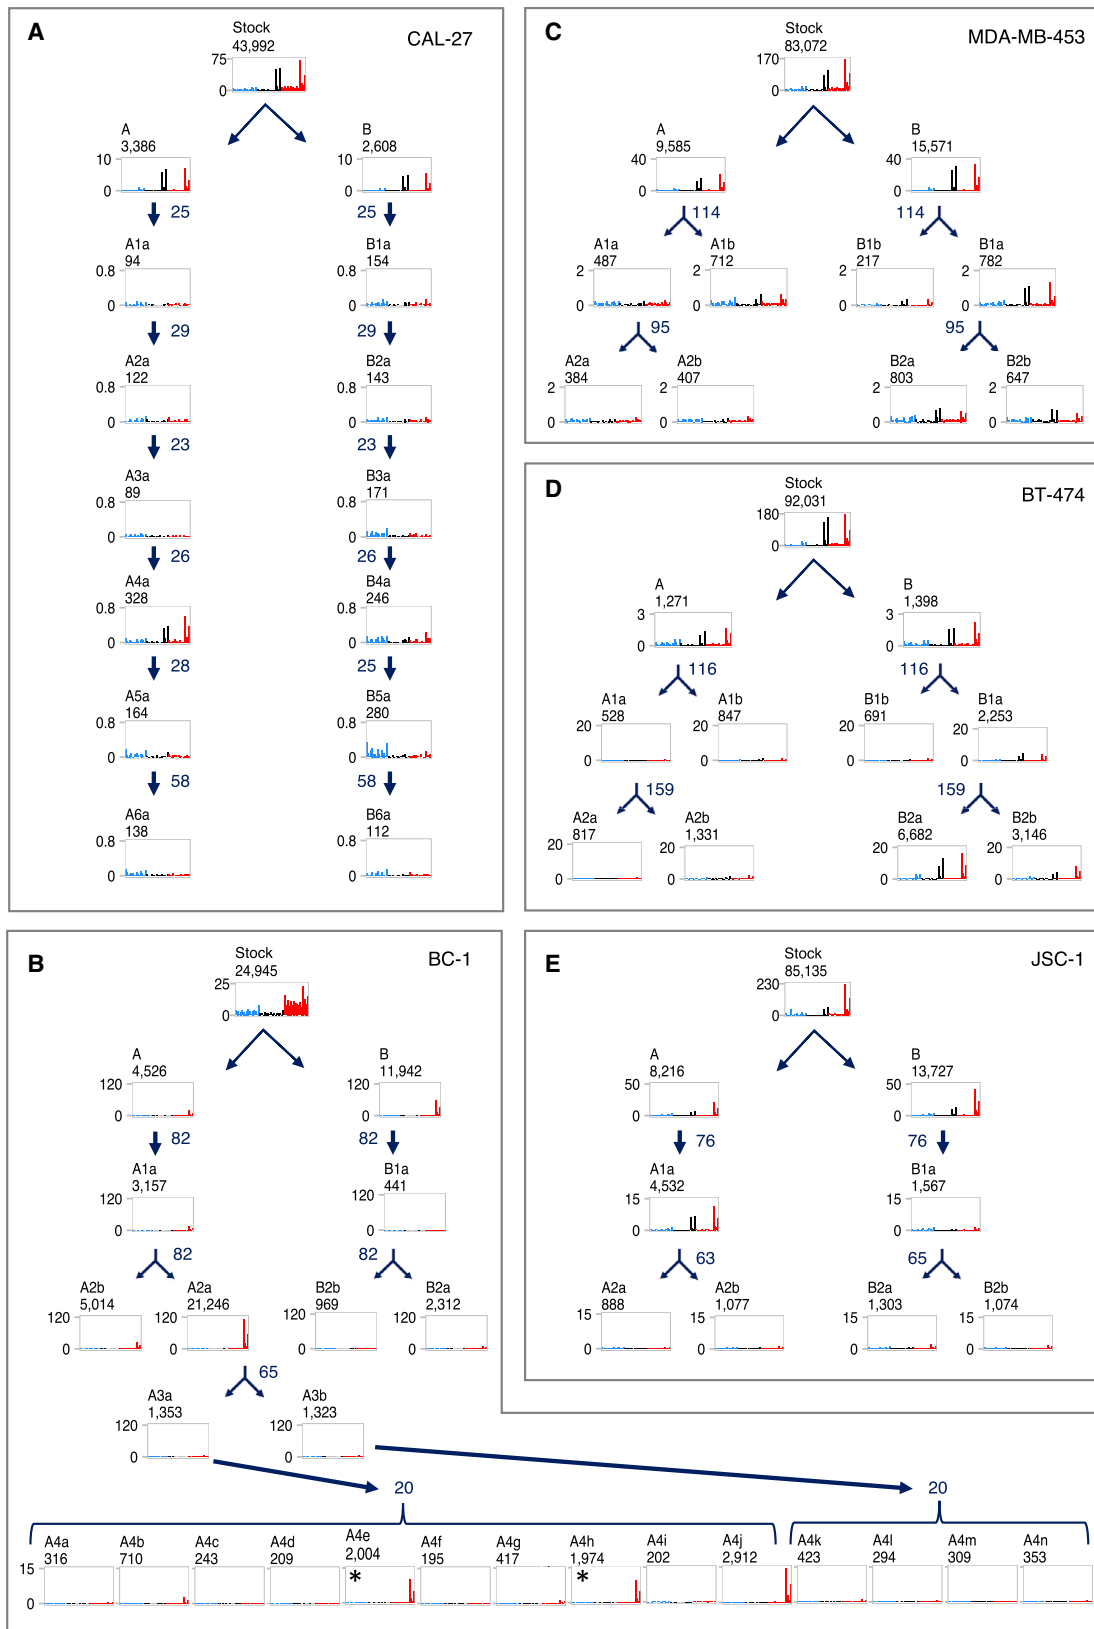 A
CAL-27
Stock
43,992
75
0
A
3,386
10
0
B
2,608
10
0
25
25
A1a
94
0.8
0
B1a
154
0.8
0
29
29
A2a
122
0.8
0
B2a
143
0.8
0
23
23
A3a
89
0.8
0
B3a
171
0.8
0
26
26
A4a
328
0.8
0
B4a
246
0.8
0
28
25
A5a
164
0.8
0
B5a
280
0.8
0
58
58
A6a
138
0.8
0
B6a
112
0.8
0
C
MDA-MB-453
Stock
83,072
170
0
A
9,585
40
0
B
15,571
40
0
114
114
A1a
487
2
0
A1b
712
2
0
B1b
217
2
0
B1a
782
2
0
95
95
A2a
384
2
0
A2b
407
2
0
B2a
803
2
0
B2b
647
2
0
D
BT-474
Stock
92,031
180
0
A
1,271
3
0
B
1,398
3
0
116
116
A1a
528
20
0
A1b
847
20
0
B1b
691
20
0
B1a
2,253
20
0
159
159
A2a
817
20
0
A2b
1,331
20
0
B2a
6,682
20
0
B2b
3,146
20
0
B
BC-1
Stock
24,945
25
0
A
4,526
120
0
B
11,942
120
0
82
82
A1a
3,157
120
0
B1a
441
120
0
82
82
A2b
5,014
120
0
A2a
21,246
120
0
B2b
969
120
0
B2a
2,312
120
0
65
A3a
1,353
120
0
A3b
1,323
120
0
20
20
A4a
316
15
0
A4b
710
A4c
243
A4d
209
A4e
2,004
*
A4f
195
A4g
417
A4h
1,974
*
A4i
202
A4j
2,912
A4k
423
A4l
294
A4m
309
A4n
353
E
JSC-1
Stock
85,135
230
0
A
8,216
50
0
B
13,727
50
0
76
76
A1a
4,532
15
0
B1a
1,567
15
0
63
65
A2a
888
15
0
A2b
1,077
15
0
B2a
1,303
15
0
B2b
1,074
15
0